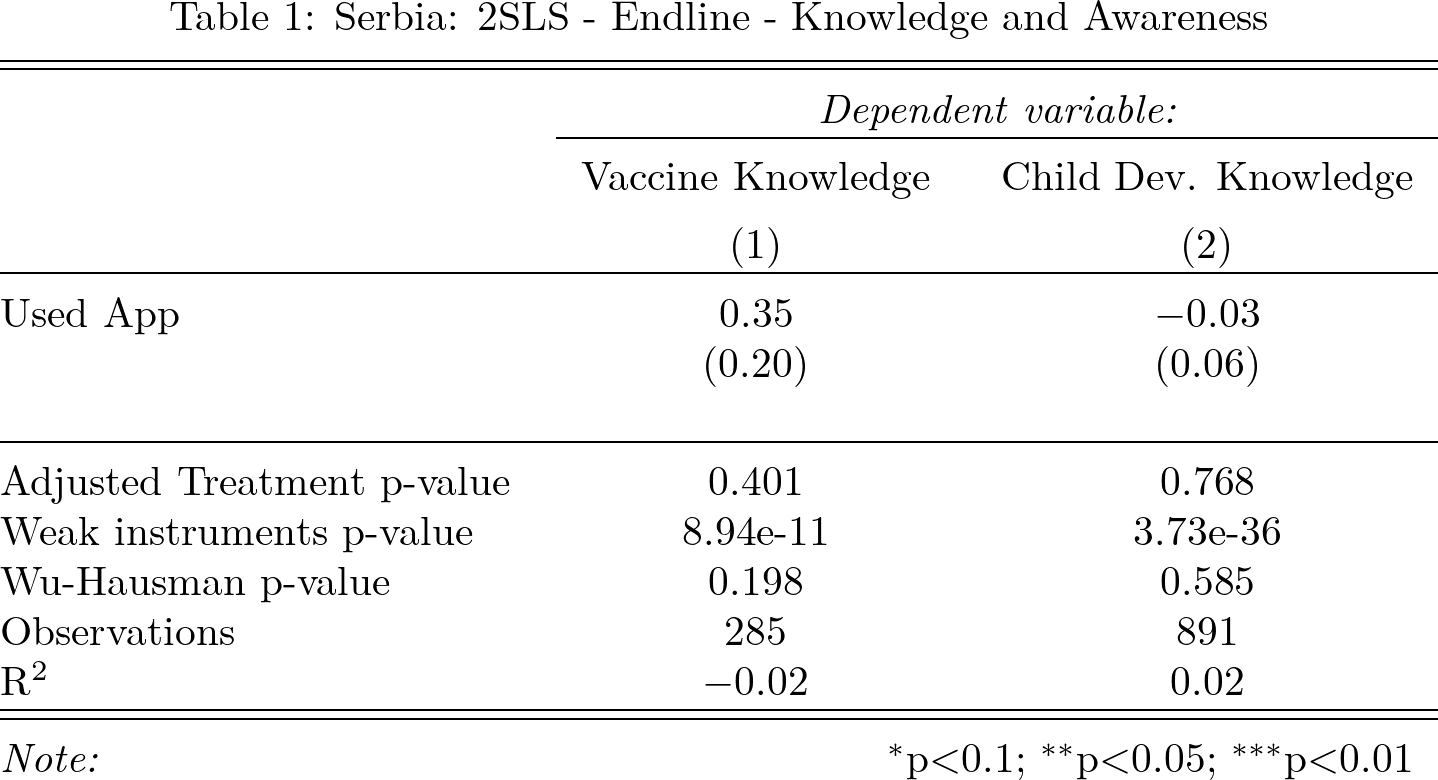 Table 1: Serbia: 2SLS - Endline - Knowledge and Awareness
Dependent variable:
Vaccine Knowledge Child Dev. Knowledge
(1) (2)
Used App 0.35 −0.03
(0.20) (0.06)
Adjusted Treatment p-value 0.401 0.768
Weak instruments p-value 8.94e-11 3.73e-36
Wu-Hausman p-value 0.198 0.585
Observations 285 891
R² −0.02 0.02
Note: *p<0.1; **p<0.05; ***p<0.01